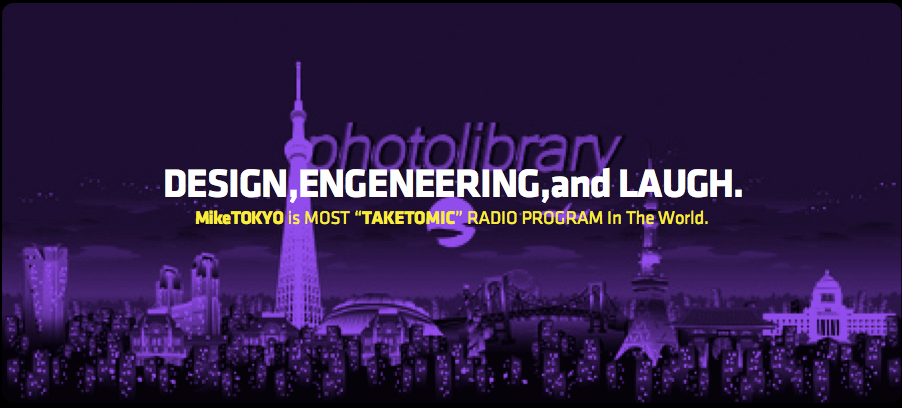 photolibrary
DESIGN,ENGENEERING,and LAUGH.
MikeTOKYO is MOST “TAKETOMIC” RADIO PROGRAM In The World.